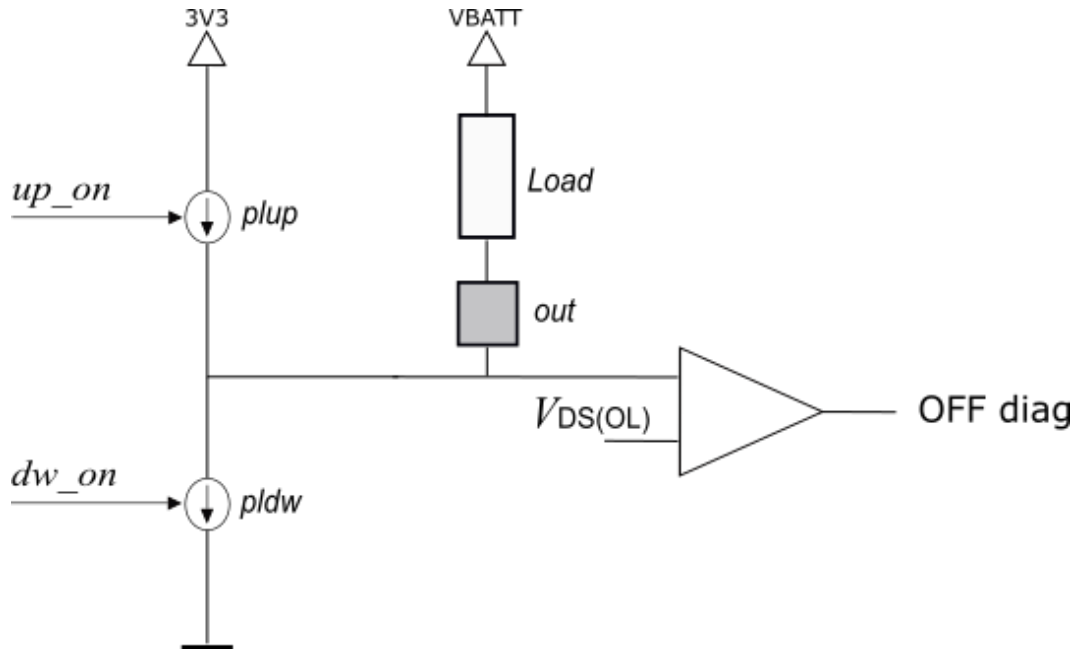 3V3
VBATT
up_on
plup
Load
out
VDS(OL)
OFF diag
dw_on
pldw